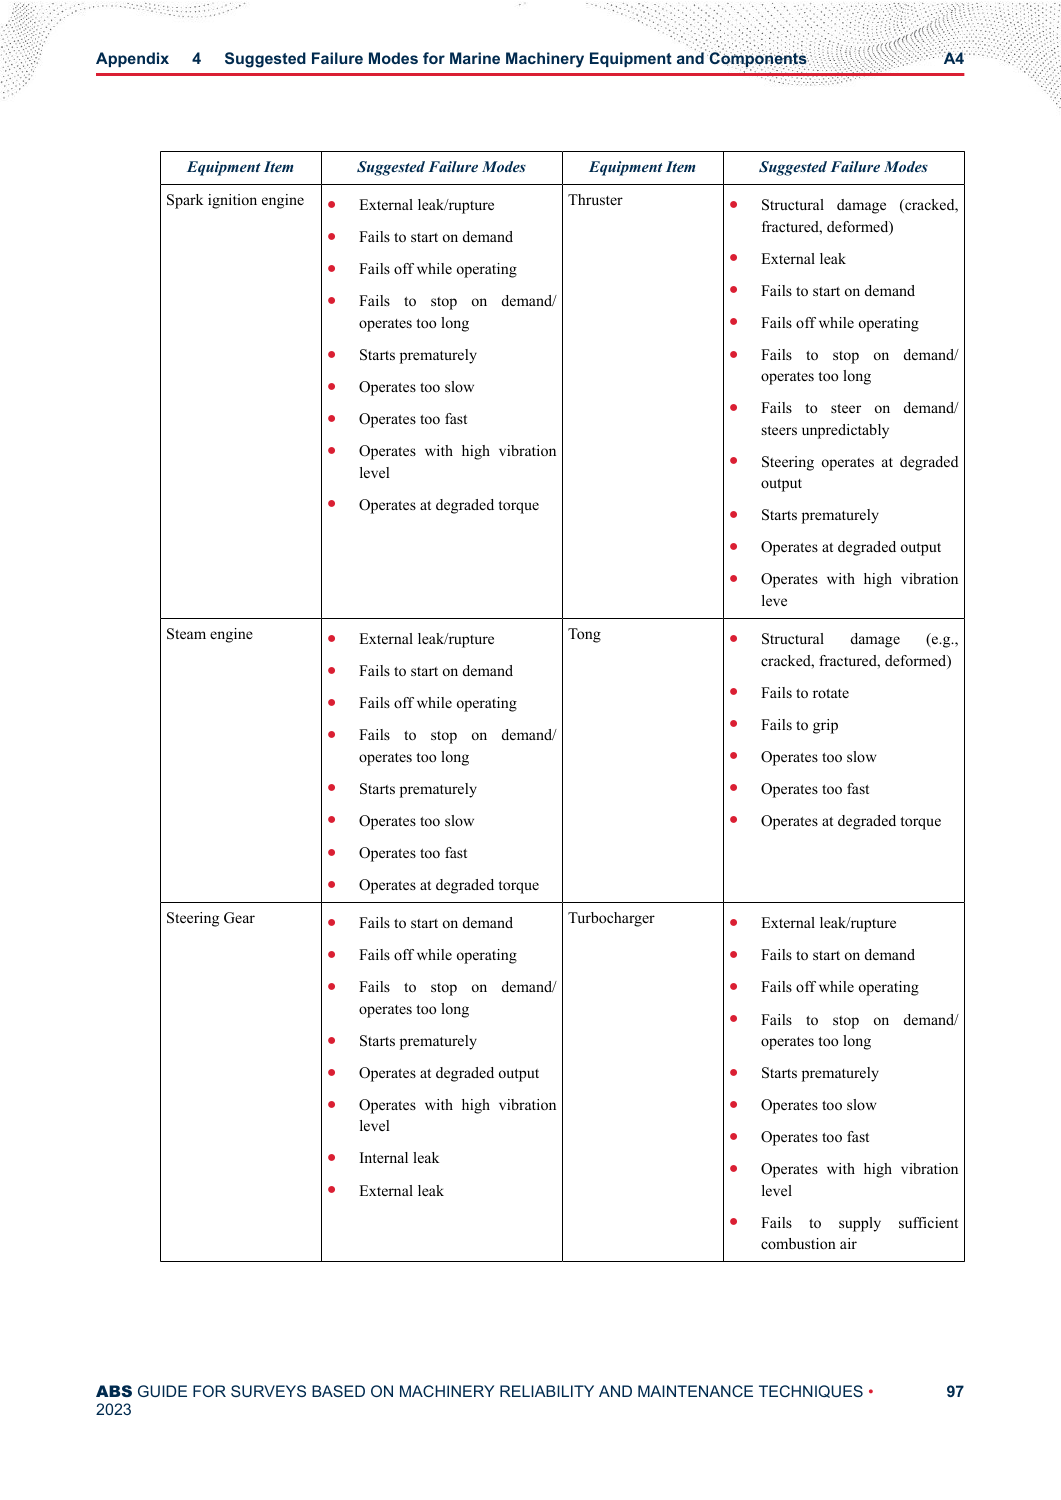 Appendix 4 Suggested Failure Modes for Marine Machinery Equipment and Components A4
Equipment Item Suggested Failure Modes Equipment Item Suggested Failure Modes
Spark ignition engine
• External leak/rupture
• Fails to start on demand
• Fails off while operating
• Fails to stop on demand/
operates too long
• Starts prematurely
• Operates too slow
• Operates too fast
• Operates with high vibration
level
• Operates at degraded torque
Thruster
• Structural damage (cracked,
fractured, deformed)
• External leak
• Fails to start on demand
• Fails off while operating
• Fails to stop on demand/
operates too long
• Fails to steer on demand/
steers unpredictably
• Steering operates at degraded
output
• Starts prematurely
• Operates at degraded output
• Operates with high vibration
leve
Steam engine
• External leak/rupture
• Fails to start on demand
• Fails off while operating
• Fails to stop on demand/
operates too long
• Starts prematurely
• Operates too slow
• Operates too fast
• Operates at degraded torque
Tong
• Structural damage (e.g.,
cracked, fractured, deformed)
• Fails to rotate
• Fails to grip
• Operates too slow
• Operates too fast
• Operates at degraded torque
Steering Gear
• Fails to start on demand
• Fails off while operating
• Fails to stop on demand/
operates too long
• Starts prematurely
• Operates at degraded output
• Operates with high vibration
level
• Internal leak
• External leak
Turbocharger
• External leak/rupture
• Fails to start on demand
• Fails off while operating
• Fails to stop on demand/
operates too long
• Starts prematurely
• Operates too slow
• Operates too fast
• Operates with high vibration
level
• Fails to supply sufficient
combustion air
ABS GUIDE FOR SURVEYS BASED ON MACHINERY RELIABILITY AND MAINTENANCE TECHNIQUES • 97
2023